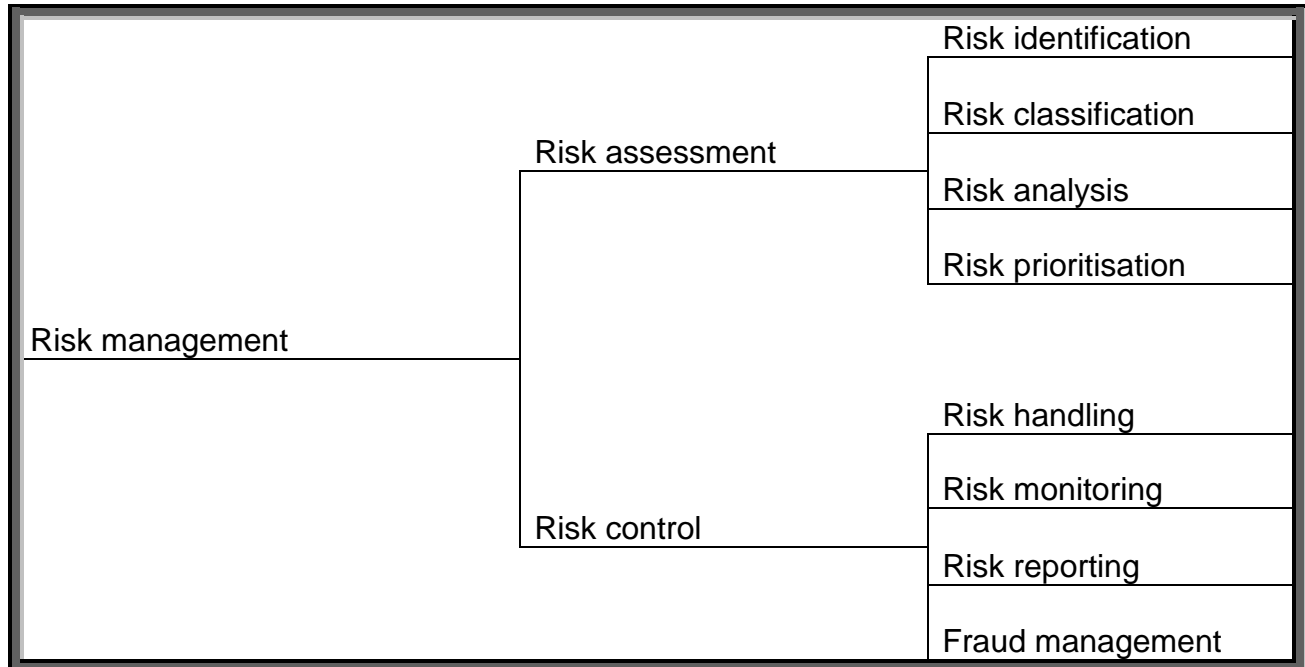 Risk identification
Risk classification
Risk assessment
Risk analysis
Risk prioritisation
Risk management
Risk handling
Risk monitoring
Risk control
Risk reporting
Fraud management